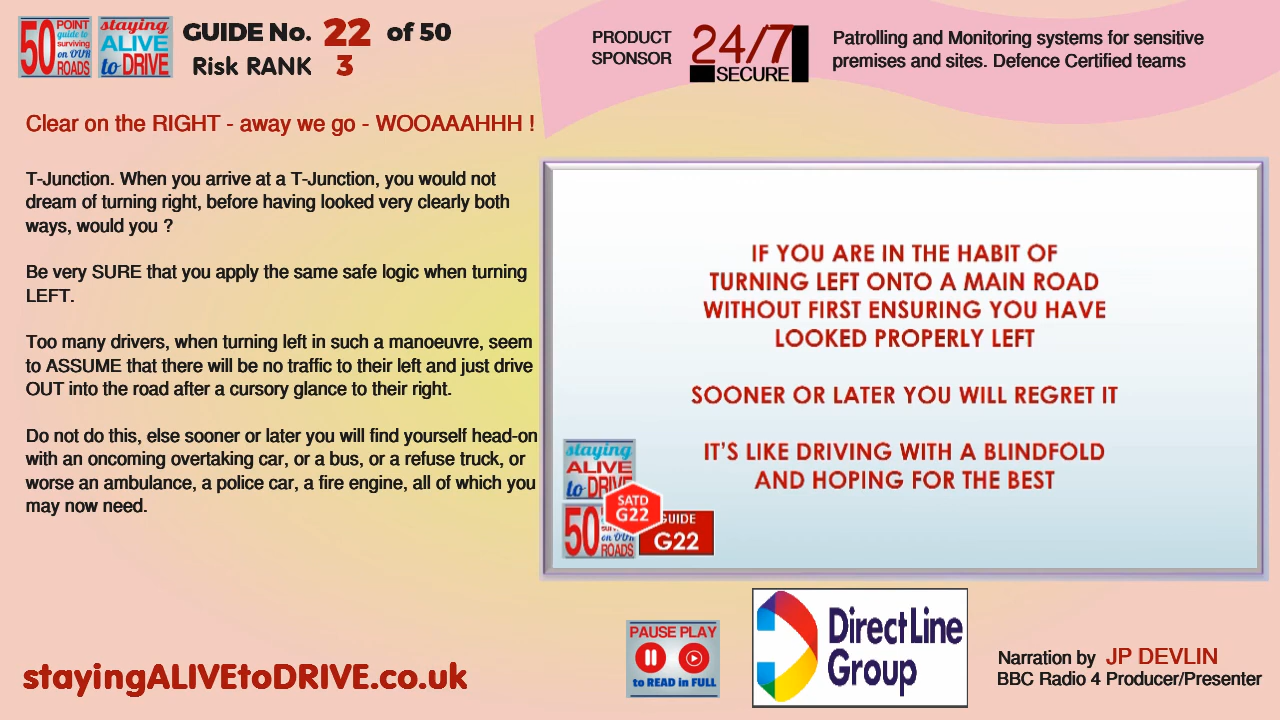 50 POINT
guide to
surviving
on OUR
ROADS
staying
ALIVE
to DRIVE
GUIDE No. 22 of 50
Risk RANK 3
PRODUCT
SPONSOR
24/7
SECURE
Patrolling and Monitoring systems for sensitive
premises and sites. Defence Certified teams
Clear on the RIGHT - away we go - WOOAAAHHH !
T-Junction. When you arrive at a T-Junction, you would not
dream of turning right, before having looked very clearly both
ways, would you ?
Be very SURE that you apply the same safe logic when turning
LEFT.
Too many drivers, when turning left in such a manoeuvre, seem
to ASSUME that there will be no traffic to their left and just drive
OUT into the road after a cursory glance to their right.
Do not do this, else sooner or later you will find yourself head-on
with an oncoming overtaking car, or a bus, or a refuse truck, or
worse an ambulance, a police car, a fire engine, all of which you
may now need.
IF YOU ARE IN THE HABIT OF
TURNING LEFT ONTO A MAIN ROAD
WITHOUT FIRST ENSURING YOU HAVE
LOOKED PROPERLY LEFT
SOONER OR LATER YOU WILL REGRET IT
IT'S LIKE DRIVING WITH A BLINDFOLD
AND HOPING FOR THE BEST
staying
ALIVE
to DRIVE
SATD
G22
50
on OUR
ROADS
GUIDE
G22
PAUSE PLAY
to READ in FULL
Direct Line
Group
Narration by JP DEVLIN
BBC Radio 4 Producer/Presenter
stayingALIVEtoDRIVE.co.uk